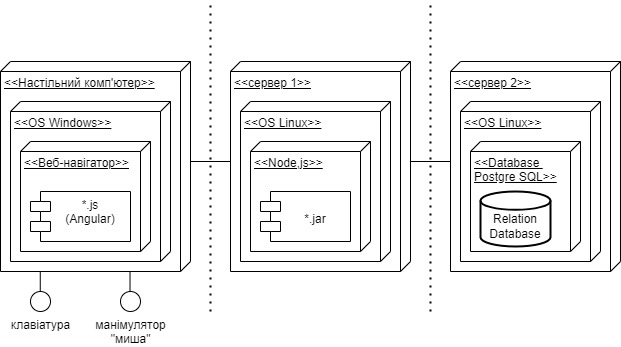 <<Настільний комп'ютер>>
<<OS Windows>>
<<Веб-навігатор>>
*.js
(Angular)
клавіатура
манімулятор
"миша"
<<сервер 1>>
<<OS Linux>>
<<Node.js>>
*.jar
<<сервер 2>>
<<OS Linux>>
<<Database
Postgre SQL>>
Relation
Database